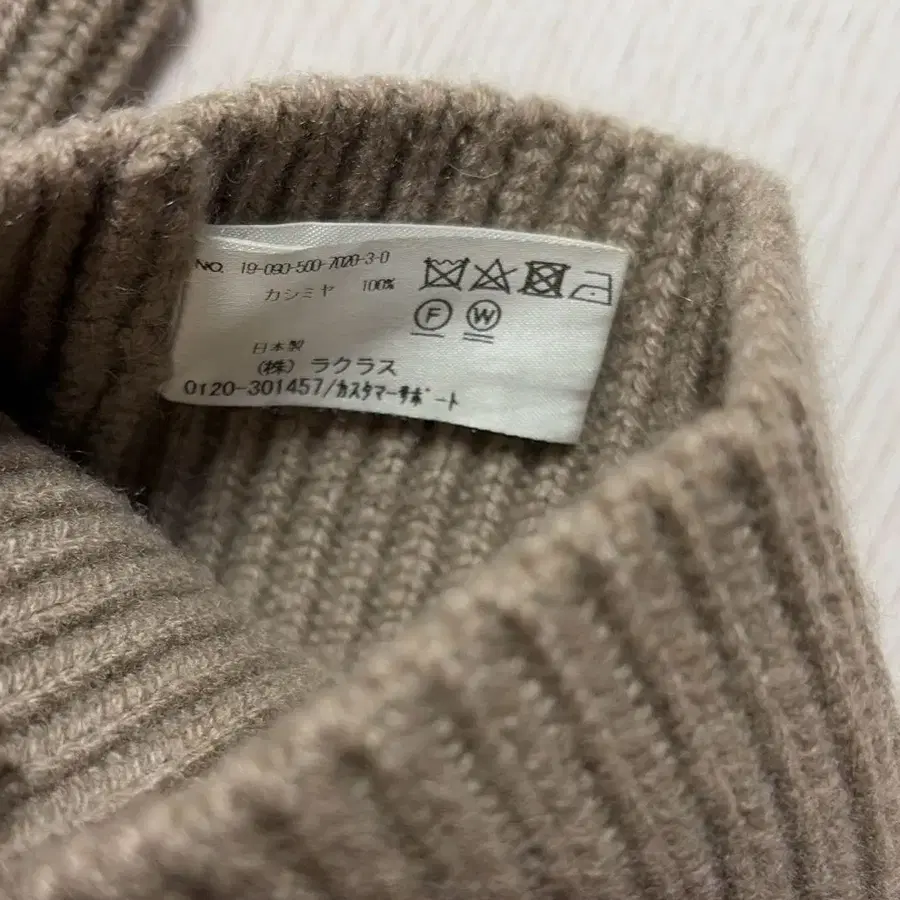 NO. 19-090-500-7020-3-0
カシミヤ 100%
F W
日本製
(株) ラクラス
0120-301457/カスタマーサポート